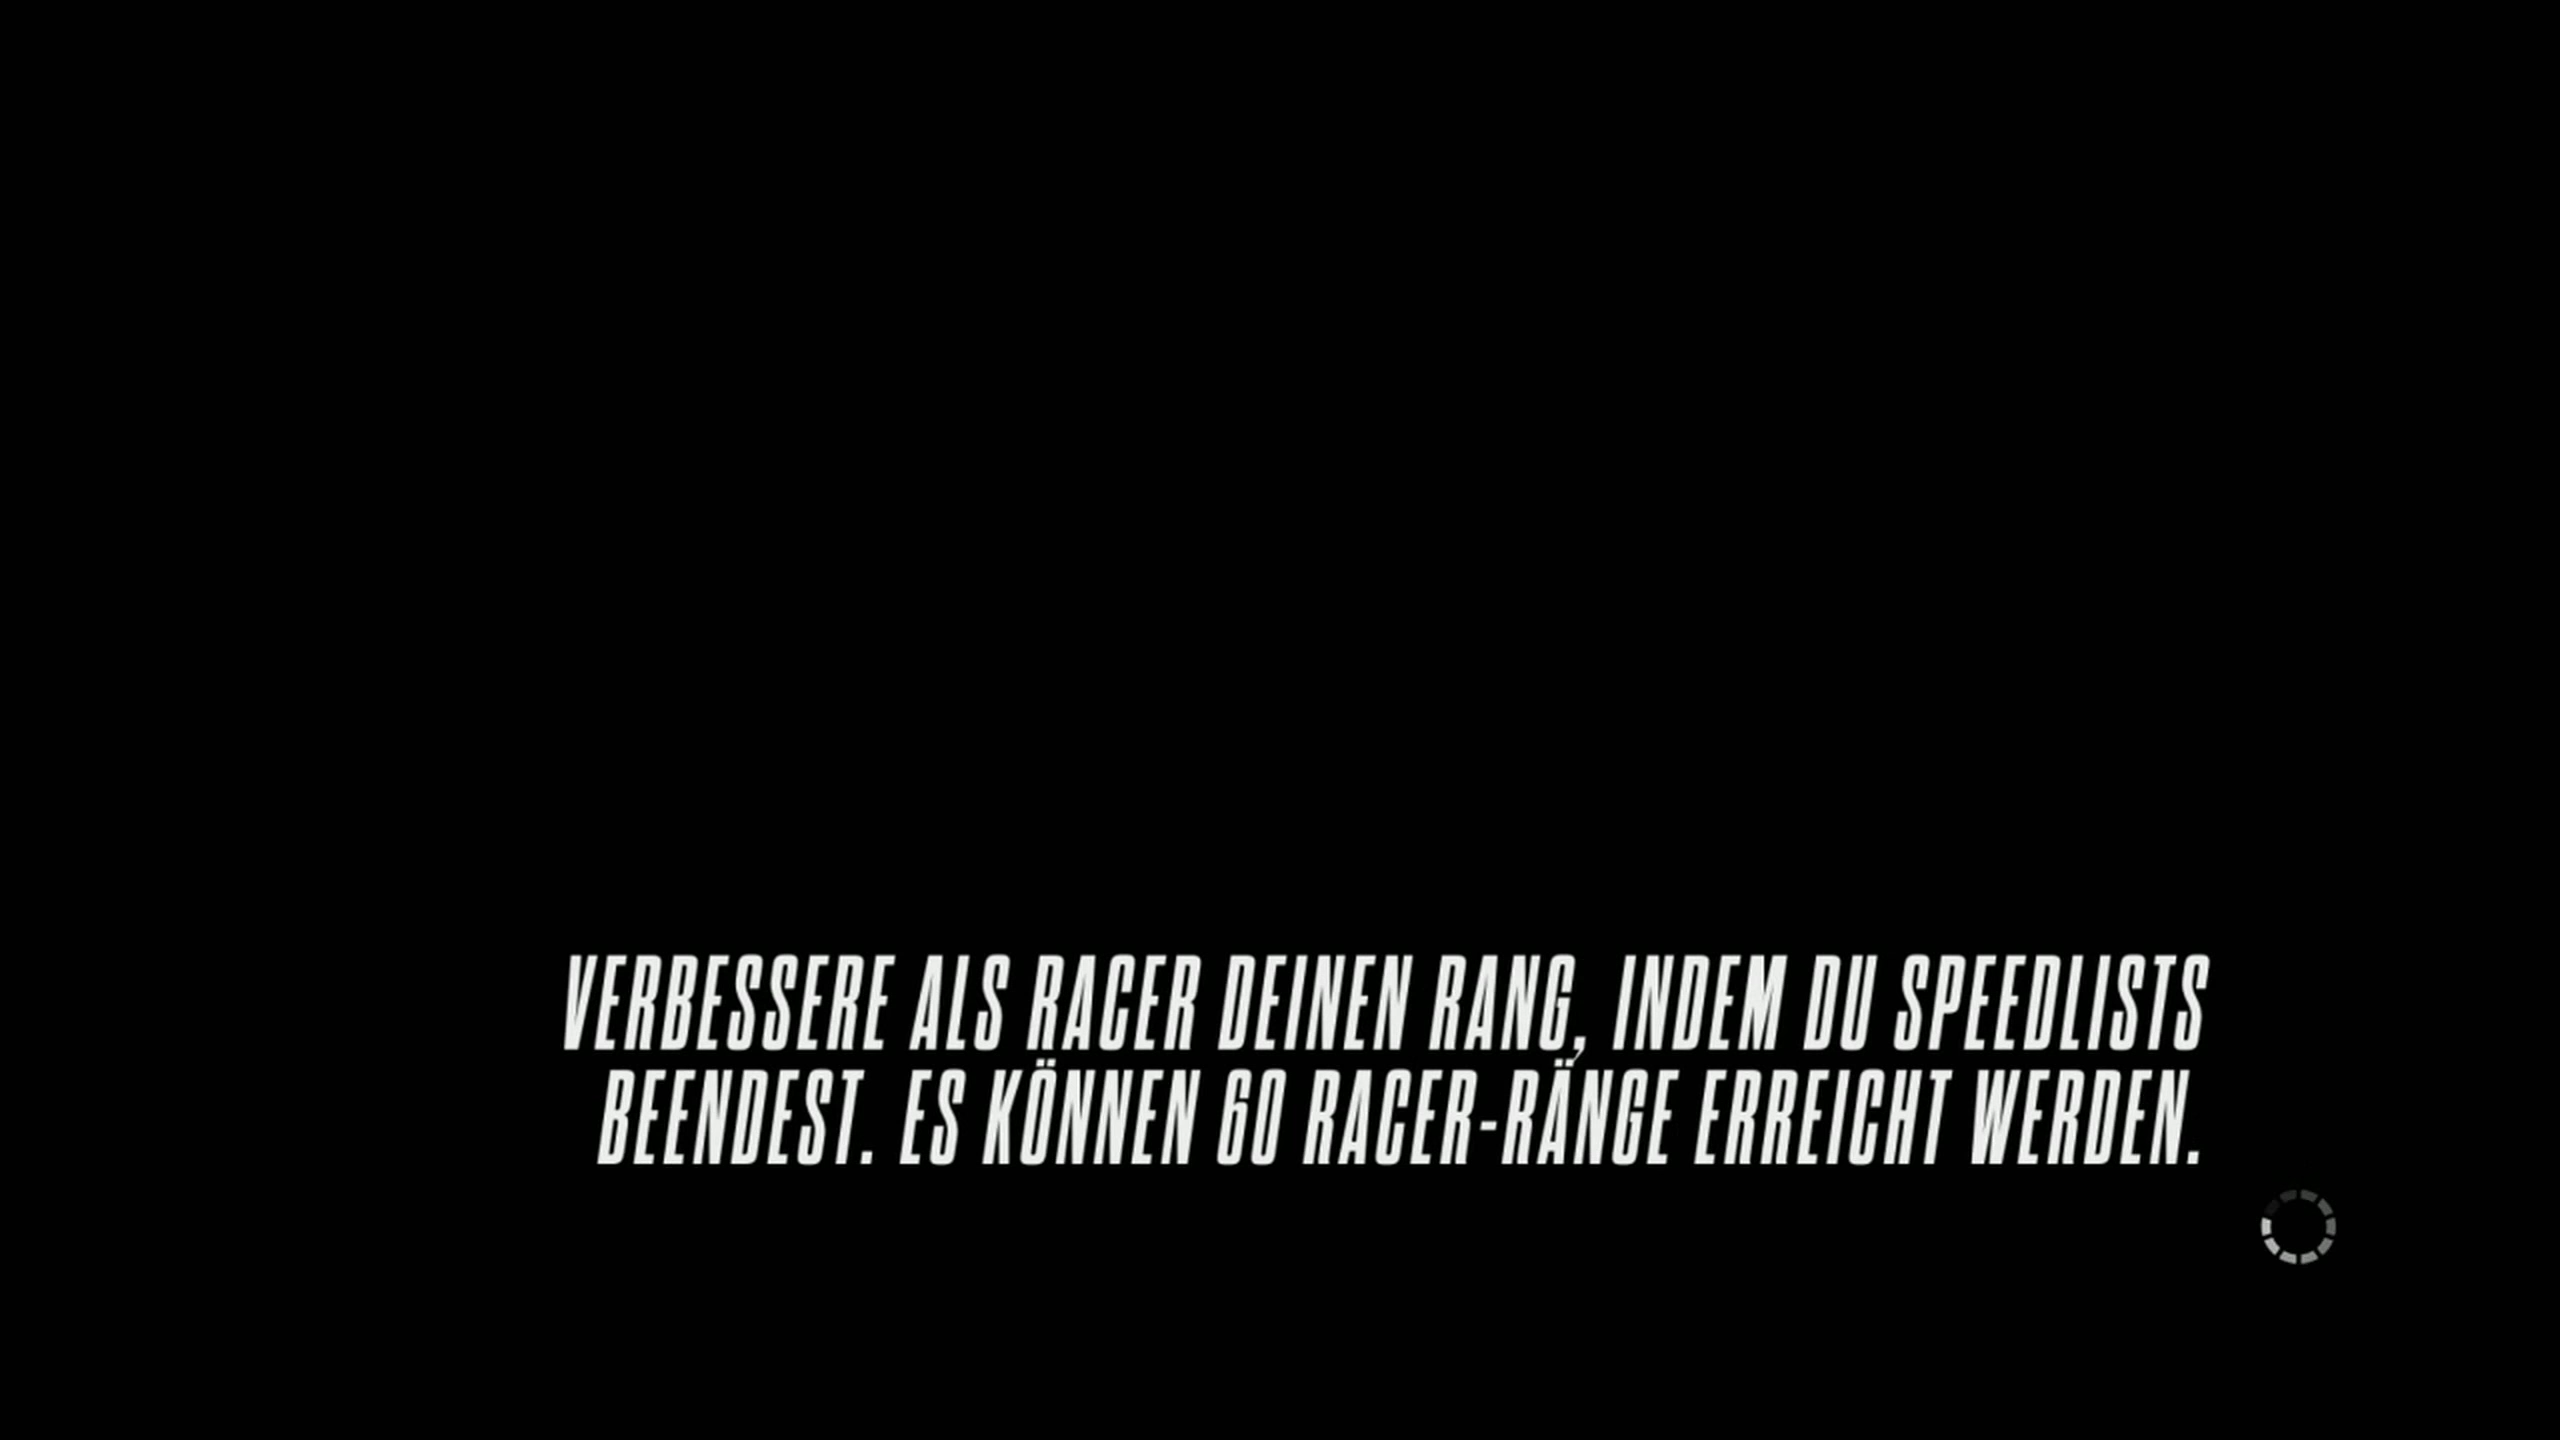 VERBESSERE ALS RACER DEINEN RANG, INDEM DU SPEEDLISTS
BEENDEST. ES KÖNNEN 60 RACER-RÄNGE ERREICHT WERDEN.